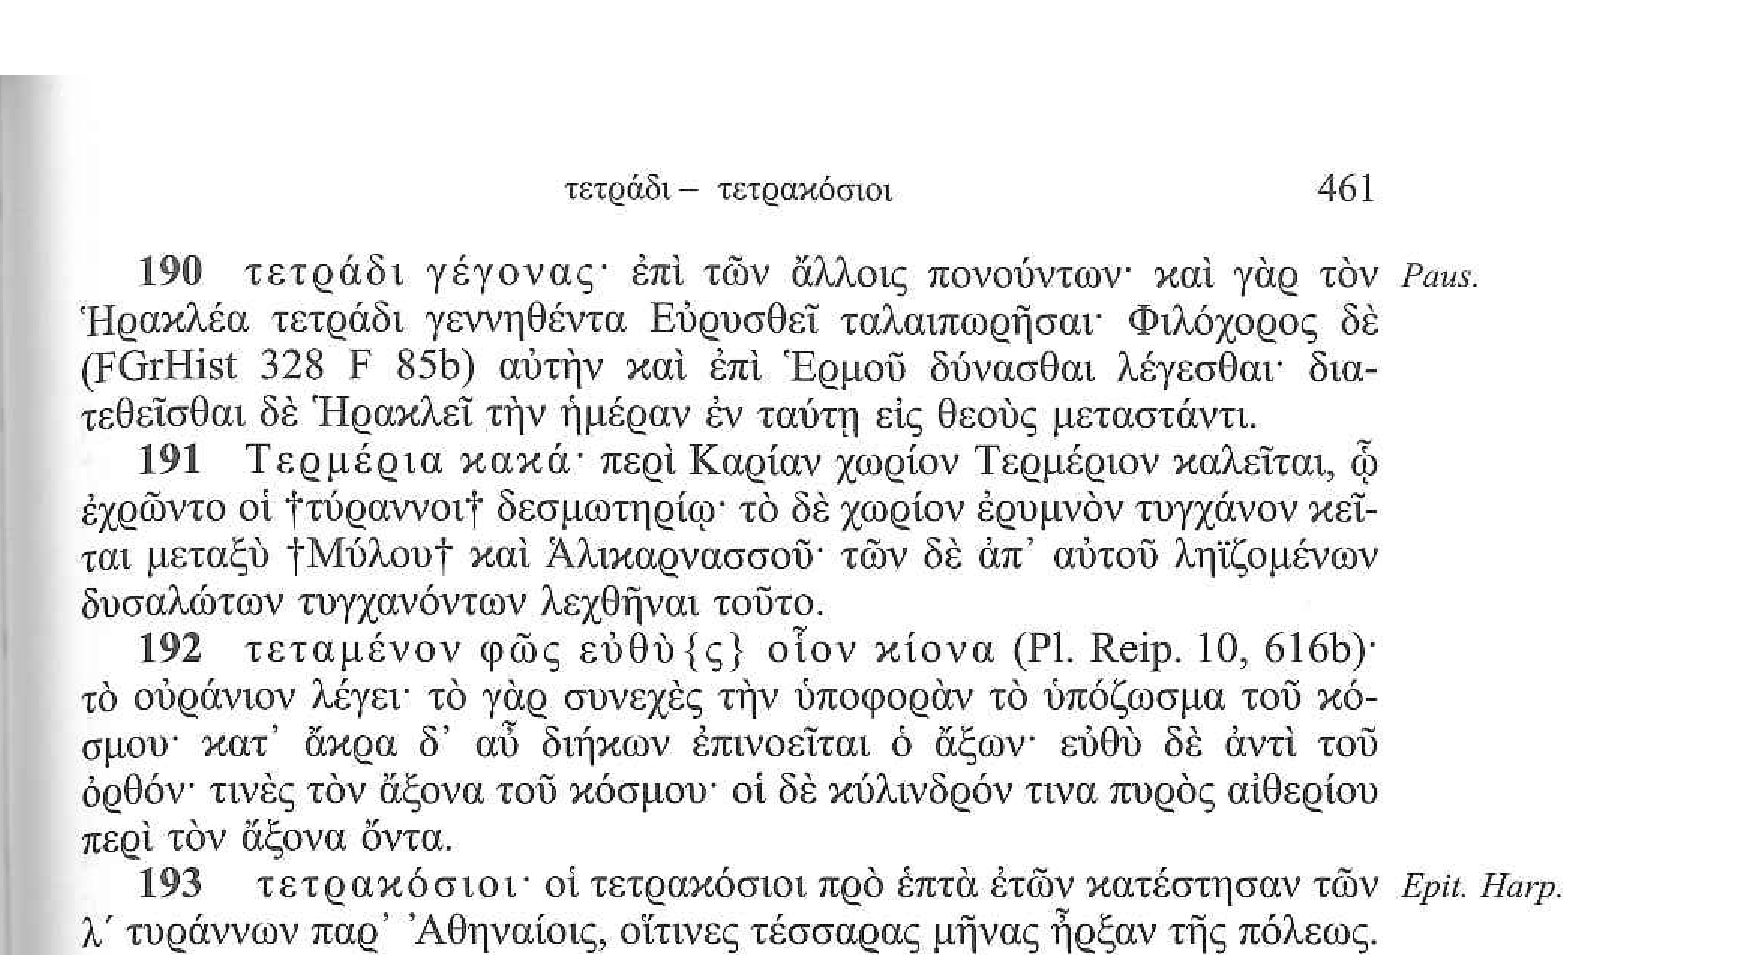 τετράδι – τετρακόσιοι 461
190 τετράδι γέγονας· ἐπὶ τῶν ἄλλοις πονούντων· καὶ γὰρ τὸν Paus.
Ἡρακλέα τετράδι γεννηθέντα Εὐρυσθεῖ ταλαιπωρῆσαι· Φιλόχορος δὲ
(FGrHist 328 F 85b) αὐτὴν καὶ ἐπὶ Ἑρμοῦ δύνασθαι λέγεσθαι· δια-
τεθεῖσθαι δὲ Ἡρακλεῖ τὴν ἡμέραν ἐν ταύτῃ εἰς θεοὺς μεταστάντι.
191 Τερμέρια κακά· περὶ Καρίαν χωρίον Τερμέριον καλεῖται, ᾧ
ἐχρῶντο οἱ †τύραννοι† δεσμωτηρίῳ· τὸ δὲ χωρίον ἐρυμνὸν τυγχάνον κεῖ-
ται μεταξὺ †Μύλου† καὶ Ἁλικαρνασσοῦ· τῶν δὲ ἀπ’ αὐτοῦ ληϊζομένων
δυσαλώτων τυγχανόντων λεχθῆναι τοῦτο.
192 τεταμένον φῶς εὐθὺ{ς} οἷον κίονα (Pl. Reip. 10, 616b)·
τὸ οὐράνιον λέγει· τὸ γὰρ συνεχὲς τὴν ὑποφορὰν τὸ ὑπόζωσμα τοῦ κό-
σμου· κατ’ ἄκρα δ’ αὖ διήκων ἐπινοεῖται ὁ ἄξων· εὐθὺ δὲ ἀντὶ τοῦ
ὀρθόν· τινὲς τὸν ἄξονα τοῦ κόσμου· οἱ δὲ κύλινδρόν τινα πυρὸς αἰθερίου
περὶ τὸν ἄξονα ὄντα.
193 τετρακόσιοι· οἱ τετρακόσιοι πρὸ ἑπτὰ ἐτῶν κατέστησαν τῶν Epit. Harp.
λ′ τυράννων παρ’ Ἀθηναίοις, οἵτινες τέσσαρας μῆνας ἦρξαν τῆς πόλεως.